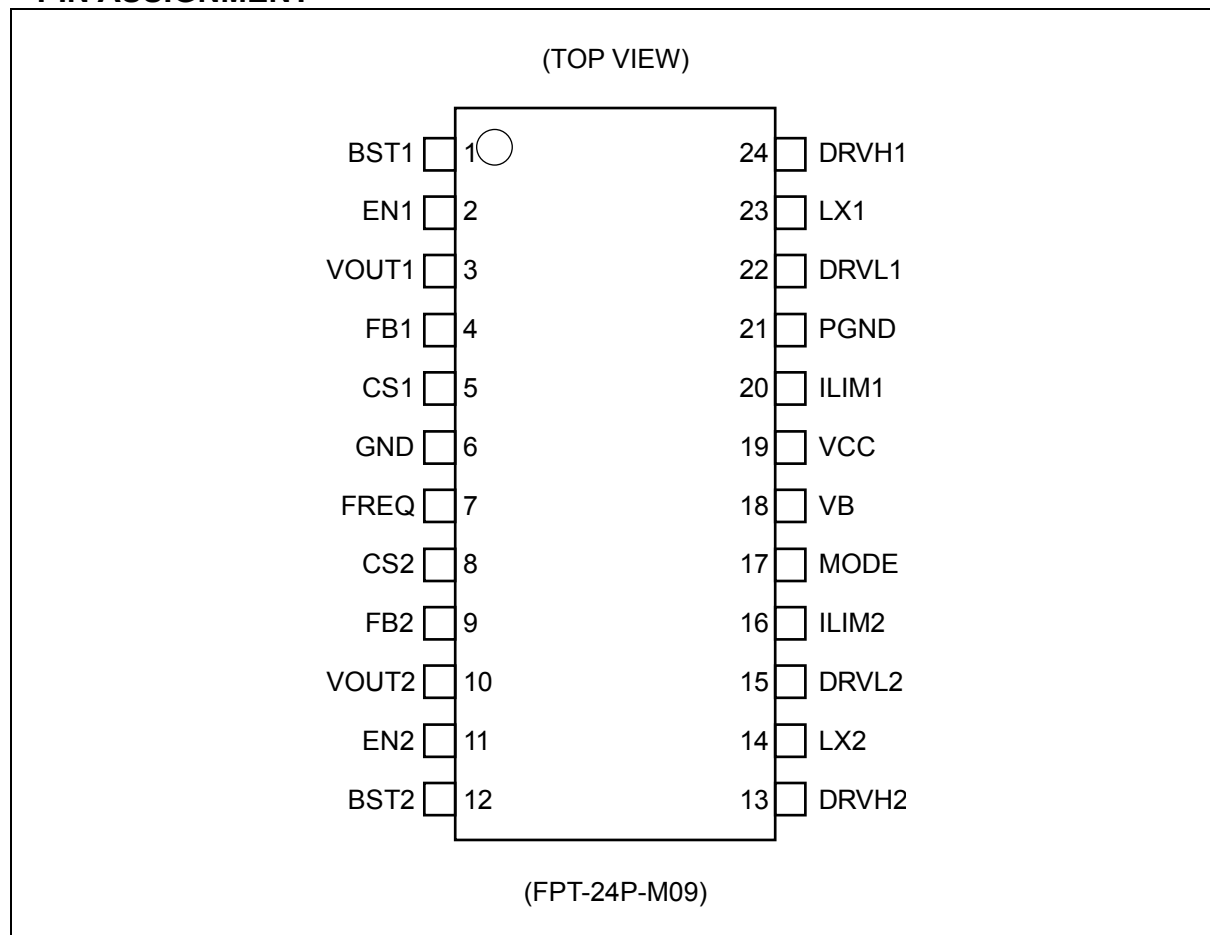 PIN ASSIGNMENT
(TOP VIEW)
BST1 1 24 DRVH1
EN1 2 23 LX1
VOUT1 3 22 DRVL1
FB1 4 21 PGND
CS1 5 20 ILIM1
GND 6 19 VCC
FREQ 7 18 VB
CS2 8 17 MODE
FB2 9 16 ILIM2
VOUT2 10 15 DRVL2
EN2 11 14 LX2
BST2 12 13 DRVH2
(FPT-24P-M09)